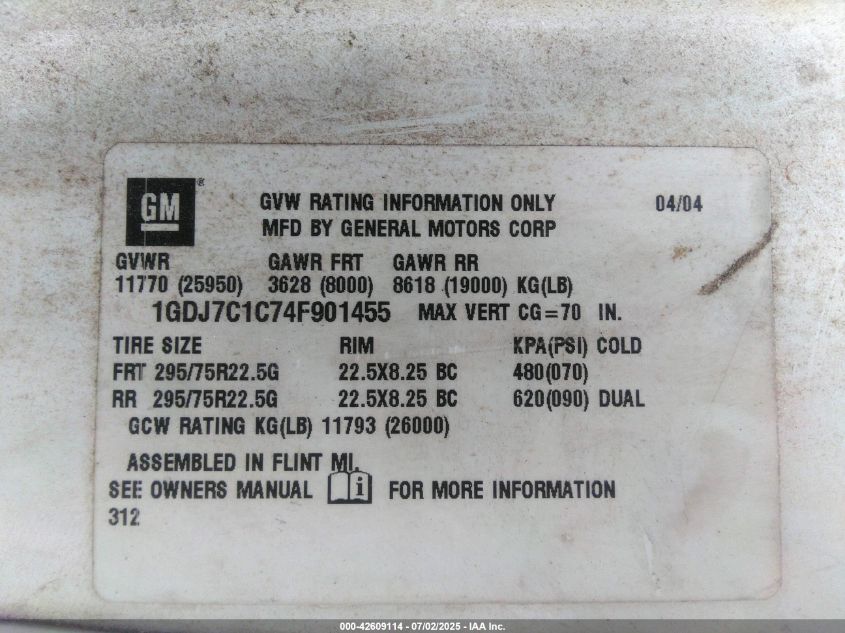 GM® GVW RATING INFORMATION ONLY 04/04
MFD BY GENERAL MOTORS CORP
GVWR GAWR FRT GAWR RR
11770 (25950) 3628 (8000) 8618 (19000) KG(LB)
1GDJ7C1C74F901455 MAX VERT CG=70 IN.
TIRE SIZE RIM KPA(PSI) COLD
FRT 295/75R22.5G 22.5X8.25 BC 480(070)
RR 295/75R22.5G 22.5X8.25 BC 620(090) DUAL
GCW RATING KG(LB) 11793 (26000)
ASSEMBLED IN FLINT MI.
SEE OWNERS MANUAL i FOR MORE INFORMATION
312
000-42609114 - 07/02/2025 - IAA Inc.